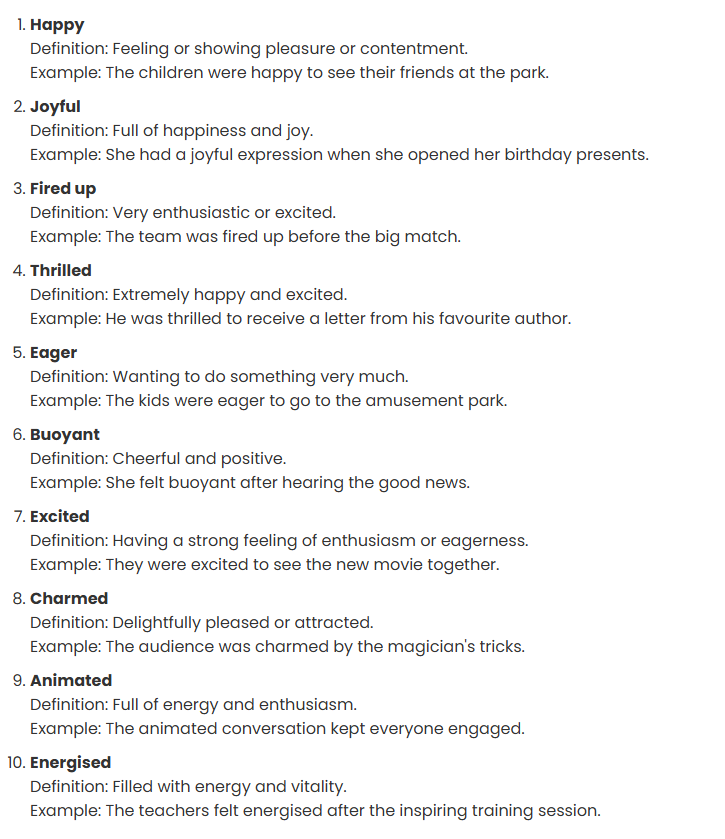 1. Happy
Definition: Feeling or showing pleasure or contentment.
Example: The children were happy to see their friends at the park.
2. Joyful
Definition: Full of happiness and joy.
Example: She had a joyful expression when she opened her birthday presents.
3. Fired up
Definition: Very enthusiastic or excited.
Example: The team was fired up before the big match.
4. Thrilled
Definition: Extremely happy and excited.
Example: He was thrilled to receive a letter from his favourite author.
5. Eager
Definition: Wanting to do something very much.
Example: The kids were eager to go to the amusement park.
6. Buoyant
Definition: Cheerful and positive.
Example: She felt buoyant after hearing the good news.
7. Excited
Definition: Having a strong feeling of enthusiasm or eagerness.
Example: They were excited to see the new movie together.
8. Charmed
Definition: Delightfully pleased or attracted.
Example: The audience was charmed by the magician's tricks.
9. Animated
Definition: Full of energy and enthusiasm.
Example: The animated conversation kept everyone engaged.
10. Energised
Definition: Filled with energy and vitality.
Example: The teachers felt energised after the inspiring training session.